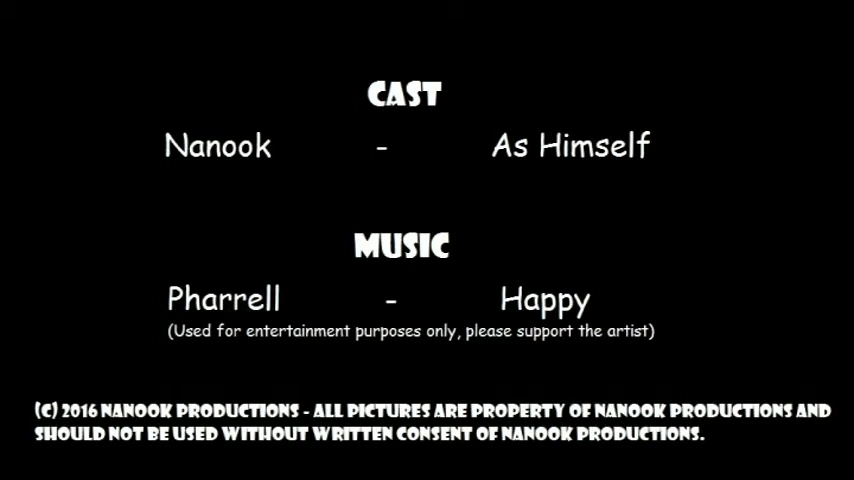 CAST
Nanook - As Himself
MUSIC
Pharrell - Happy
(Used for entertainment purposes only, please support the artist)
(C) 2016 NANOOK PRODUCTIONS - ALL PICTURES ARE PROPERTY OF NANOOK PRODUCTIONS AND
SHOULD NOT BE USED WITHOUT WRITTEN CONSENT OF NANOOK PRODUCTIONS.